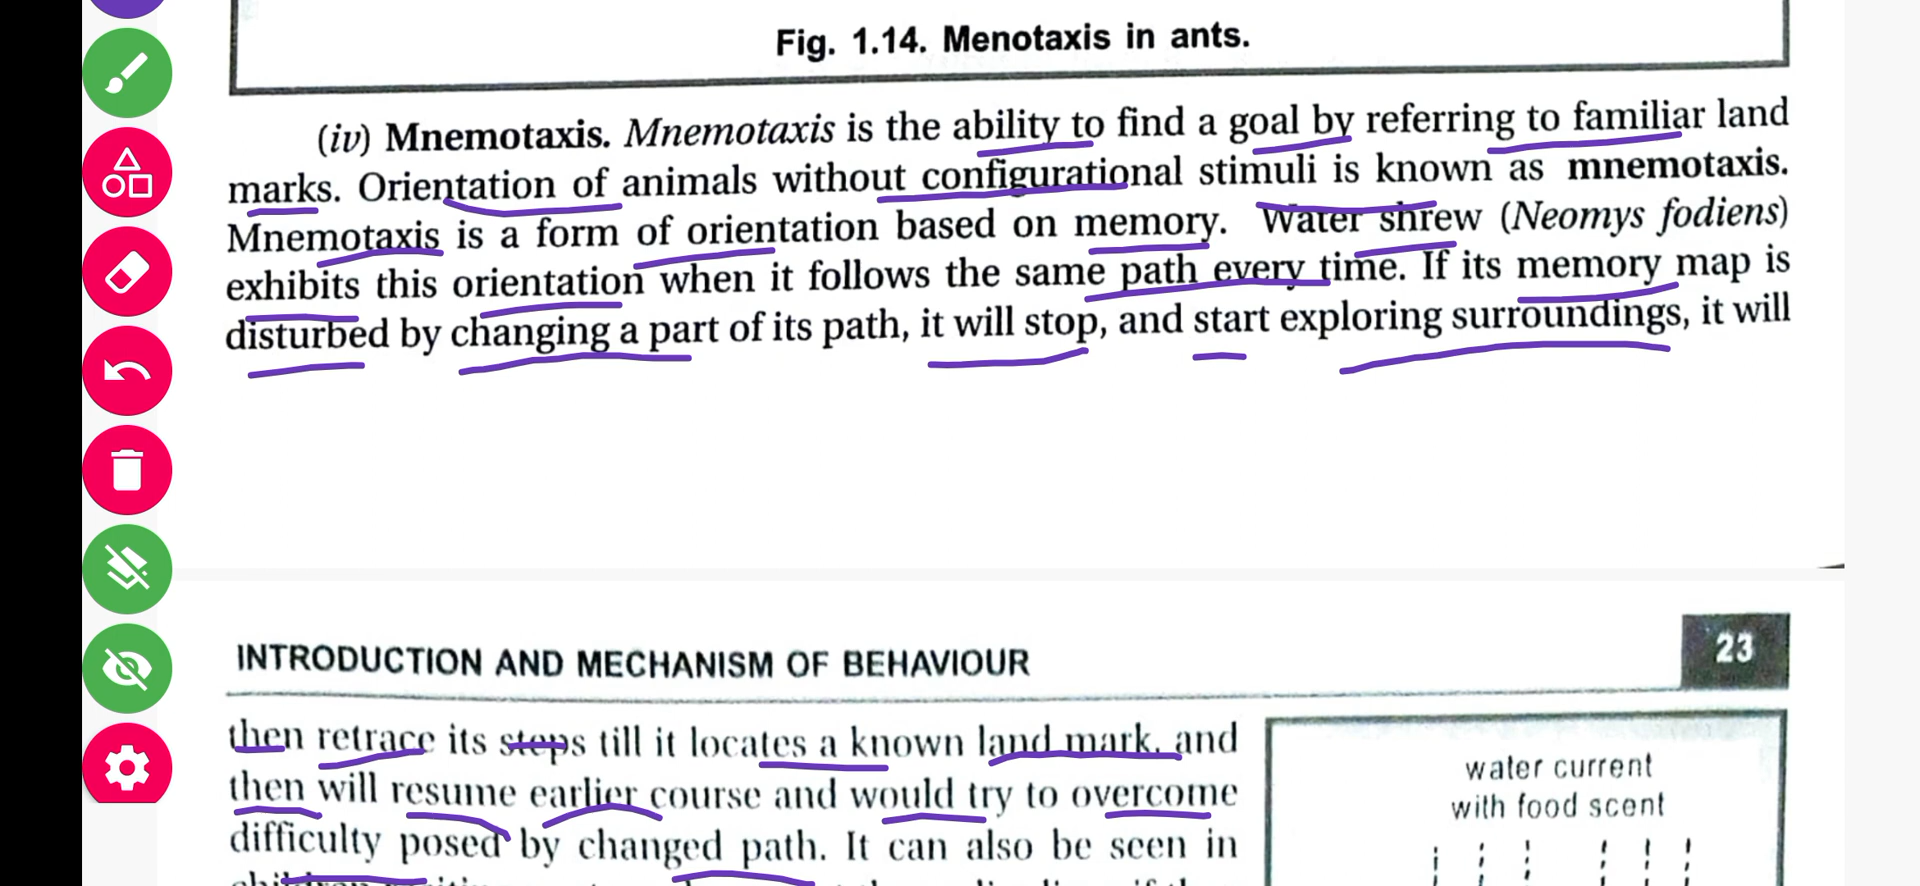 Fig. 1.14. Menotaxis in ants.
(iv) Mnemotaxis. Mnemotaxis is the ability to find a goal by referring to familiar land
marks. Orientation of animals without configurational stimuli is known as mnemotaxis.
Mnemotaxis is a form of orientation based on memory. Water shrew (Neomys fodiens)
exhibits this orientation when it follows the same path every time. If its memory map is
disturbed by changing a part of its path, it will stop, and start exploring surroundings, it will
INTRODUCTION AND MECHANISM OF BEHAVIOUR
23
then retrace its steps till it locates a known land mark, and
then will resume earlier course and would try to overcome
difficulty posed by changed path. It can also be seen in
children
water current
with food scent